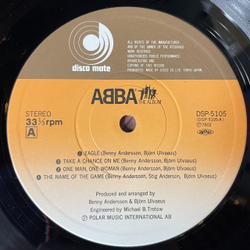 ALL RIGHTS OF THE MANUFACTURER
AND OF THE OWNER OF THE RECORDED
WORK RESERVED
UNAUTHORISED PUBLIC PERFORMANCE
BROADCASTING AND
COPYING OF THIS RECORD
disco mate
STEREO
33⅓rpm
A
ABBA THE ALBUM
DSP-5105
(DSP-5105-A)
① EAGLE (Benny Andersson, Björn Ulvaeus)
② TAKE A CHANCE ON ME (Benny Andersson, Björn Ulvaeus)
③ ONE MAN, ONE WOMAN (Benny Andersson, Björn Ulvaeus)
④ THE NAME OF THE GAME (Benny Andersson, Stig Anderson, Björn Ulvaeus)
Produced and arranged by
Benny Andersson & Björn Ulvaeus
Engineered by Michael B. Tretow
Ⓟ POLAR MUSIC INTERNATIONAL AB